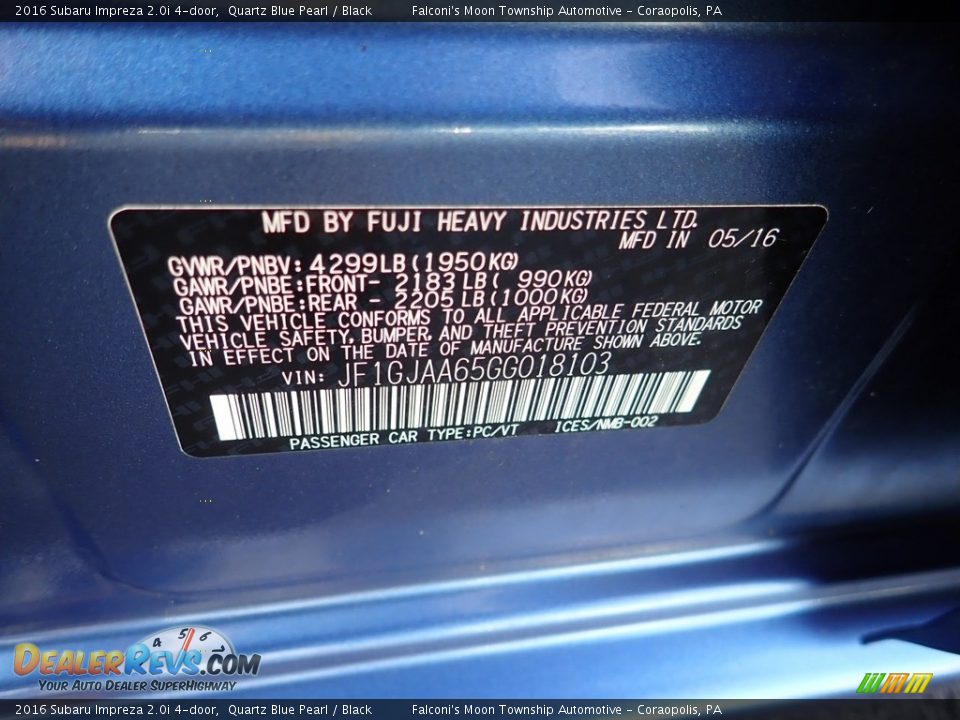 2016 Subaru Impreza 2.0i 4-door, Quartz Blue Pearl / Black Falconi's Moon Township Automotive - Coraopolis, PA
MFD BY FUJI HEAVY INDUSTRIES LTD.
MFD IN 05/16
GVWR/PNBV: 4299LB(1950KG)
GAWR/PNBE:FRONT- 2183LB( 990KG)
GAWR/PNBE:REAR - 2205LB(1000KG)
THIS VEHICLE CONFORMS TO ALL APPLICABLE FEDERAL MOTOR
VEHICLE SAFETY, BUMPER, AND THEFT PREVENTION STANDARDS
IN EFFECT ON THE DATE OF MANUFACTURE SHOWN ABOVE.
VIN: JF1GJAA65GG018103
PASSENGER CAR TYPE:PC/VT ICES/NMB-002
4 5 6
DEALERREVS.COM
YOUR AUTO DEALER SUPERHIGHWAY
2016 Subaru Impreza 2.0i 4-door, Quartz Blue Pearl / Black Falconi's Moon Township Automotive - Coraopolis, PA